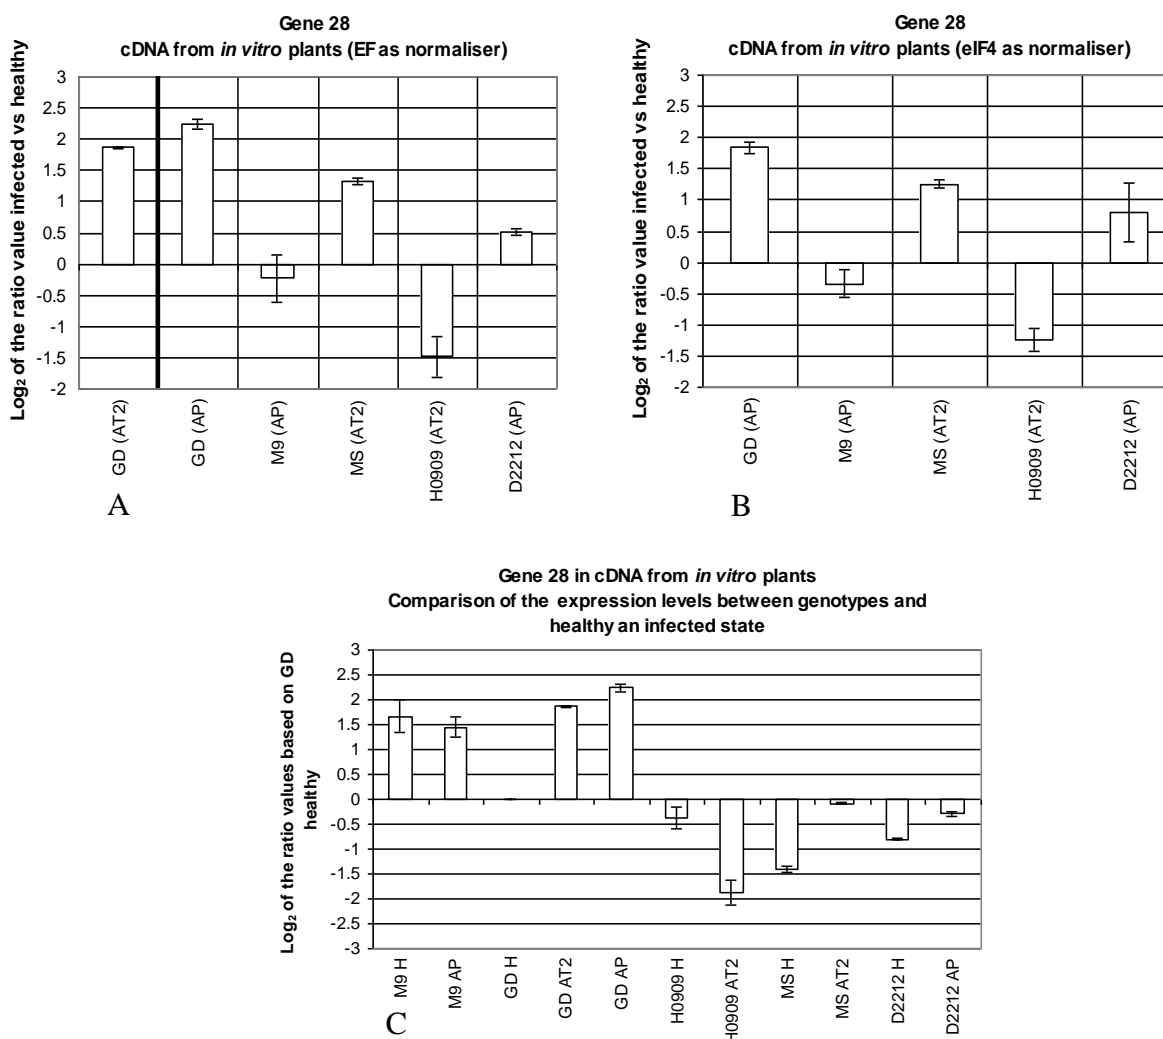 Gene 28
cDNA from in vitro plants (EF as normaliser)
Log2 of the ratio value infected vs healthy
3
2.5
2
1.5
1
0.5
0
-0.5
-1
-1.5
-2
GD (AT2)
GD (AP)
M9 (AP)
MS (AT2)
H0909 (AT2)
D2212 (AP)
A
Gene 28
cDNA from in vitro plants (eIF4 as normaliser)
Log2 of the ratio value infected vs healthy
3
2.5
2
1.5
1
0.5
0
-0.5
-1
-1.5
-2
GD (AP)
M9 (AP)
MS (AT2)
H0909 (AT2)
D2212 (AP)
B
Gene 28 in cDNA from in vitro plants
Comparison of the expression levels between genotypes and
healthy an infected state
Log2 of the ratio values based on GD
healthy
3
2.5
2
1.5
1
0.5
0
-0.5
-1
-1.5
-2
-2.5
-3
M9 H
M9 AP
GD H
GD AT2
GD AP
H0909 H
H0909 AT2
MS H
MS AT2
D2212 H
D2212 AP
C